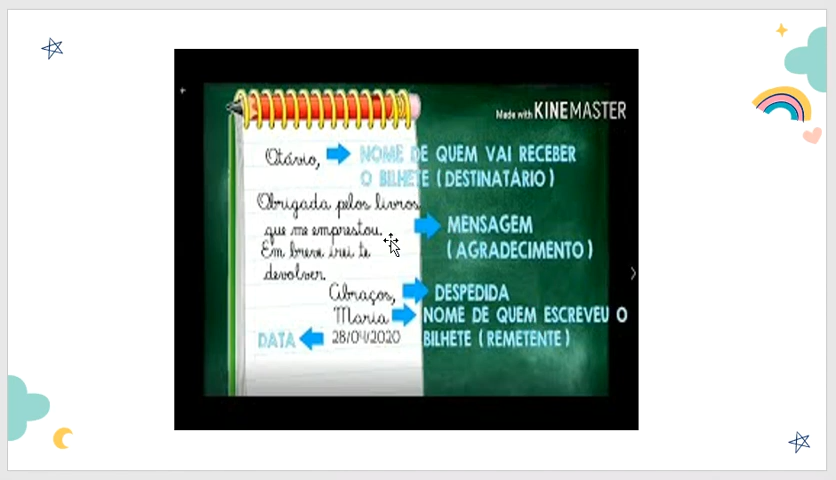 Made with KINEMASTER
Otávio, NOME DE QUEM VAI RECEBER
O BILHETE (DESTINATÁRIO)
Obrigada pelos livros
que me emprestou.
Em breve irei te
devolver.
MENSAGEM
(AGRADECIMENTO)
Abraços, DESPEDIDA
Maria NOME DE QUEM ESCREVEU O
BILHETE (REMETENTE)
DATA 28/04/2020